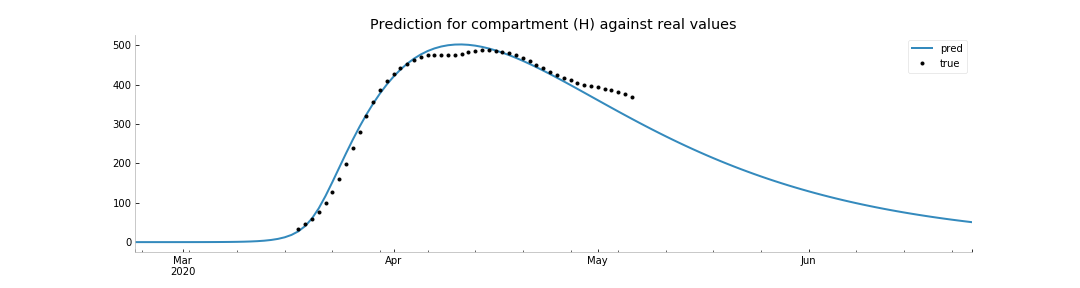 Prediction for compartment (H) against real values
pred
true
500
400
300
200
100
0
Mar
2020
Apr
May
Jun